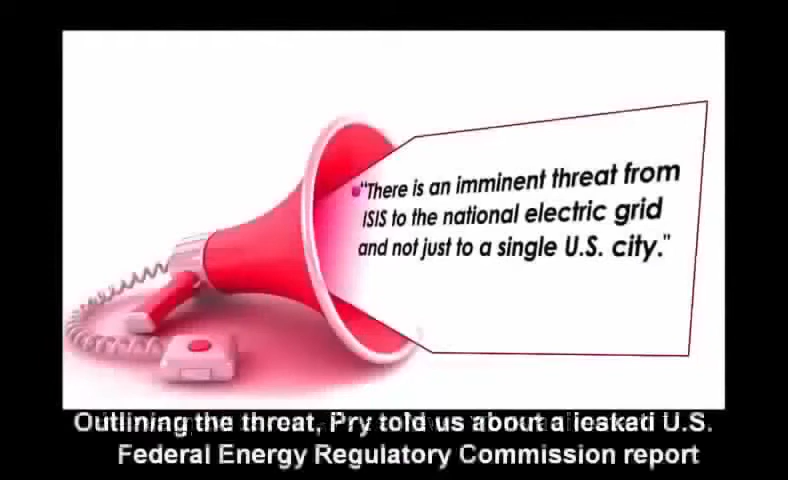 "There is an imminent threat from
ISIS to the national electric grid
and not just to a single U.S. city."
Outlining the threat, Pry told us about a U.S.
Federal Energy Regulatory Commission report